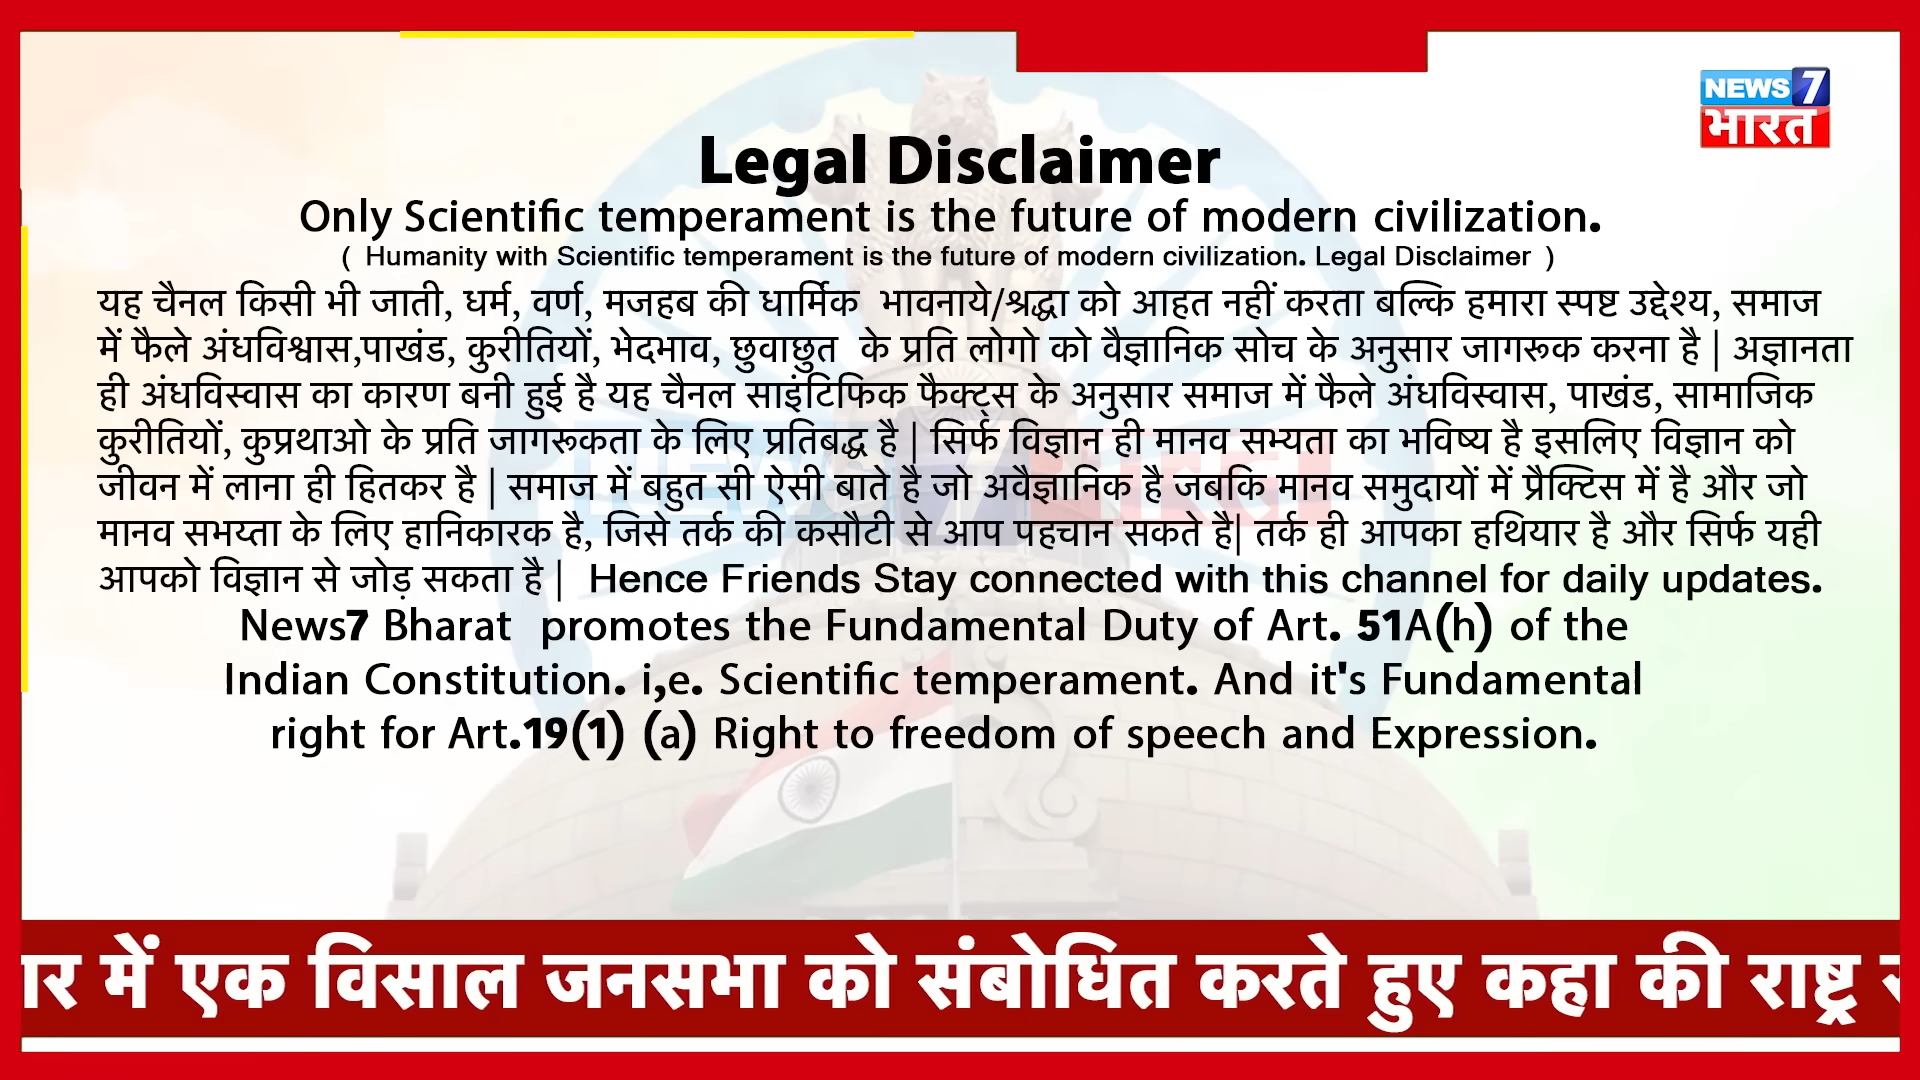 NEWS 7
भारत
Legal Disclaimer
Only Scientific temperament is the future of modern civilization.
( Humanity with Scientific temperament is the future of modern civilization. Legal Disclaimer )
यह चैनल किसी भी जाती, धर्म, वर्ण, मजहब की धार्मिक भावनाये/श्रद्धा को आहत नहीं करता बल्कि हमारा स्पष्ट उद्देश्य, समाज
में फैले अंधविश्वास,पाखंड, कुरीतियों, भेदभाव, छुवाछुत के प्रति लोगो को वैज्ञानिक सोच के अनुसार जागरूक करना है | अज्ञानता
ही अंधविस्वास का कारण बनी हुई है यह चैनल साइंटिफिक फैक्ट्स के अनुसार समाज में फैले अंधविस्वास, पाखंड, सामाजिक
कुरीतियों, कुप्रथाओ के प्रति जागरूकता के लिए प्रतिबद्ध है | सिर्फ विज्ञान ही मानव सभ्यता का भविष्य है इसलिए विज्ञान को
जीवन में लाना ही हितकर है | समाज में बहुत सी ऐसी बाते है जो अवैज्ञानिक है जबकि मानव समुदायों में प्रैक्टिस में है और जो
मानव सभय्ता के लिए हानिकारक है, जिसे तर्क की कसौटी से आप पहचान सकते है| तर्क ही आपका हथियार है और सिर्फ यही
आपको विज्ञान से जोड़ सकता है | Hence Friends Stay connected with this channel for daily updates.
News7 Bharat promotes the Fundamental Duty of Art. 51A(h) of the
Indian Constitution. i,e. Scientific temperament. And it's Fundamental
right for Art.19(1) (a) Right to freedom of speech and Expression.
में एक विसाल जनसभा को संबोधित करते हुए कहा की राष्ट्र